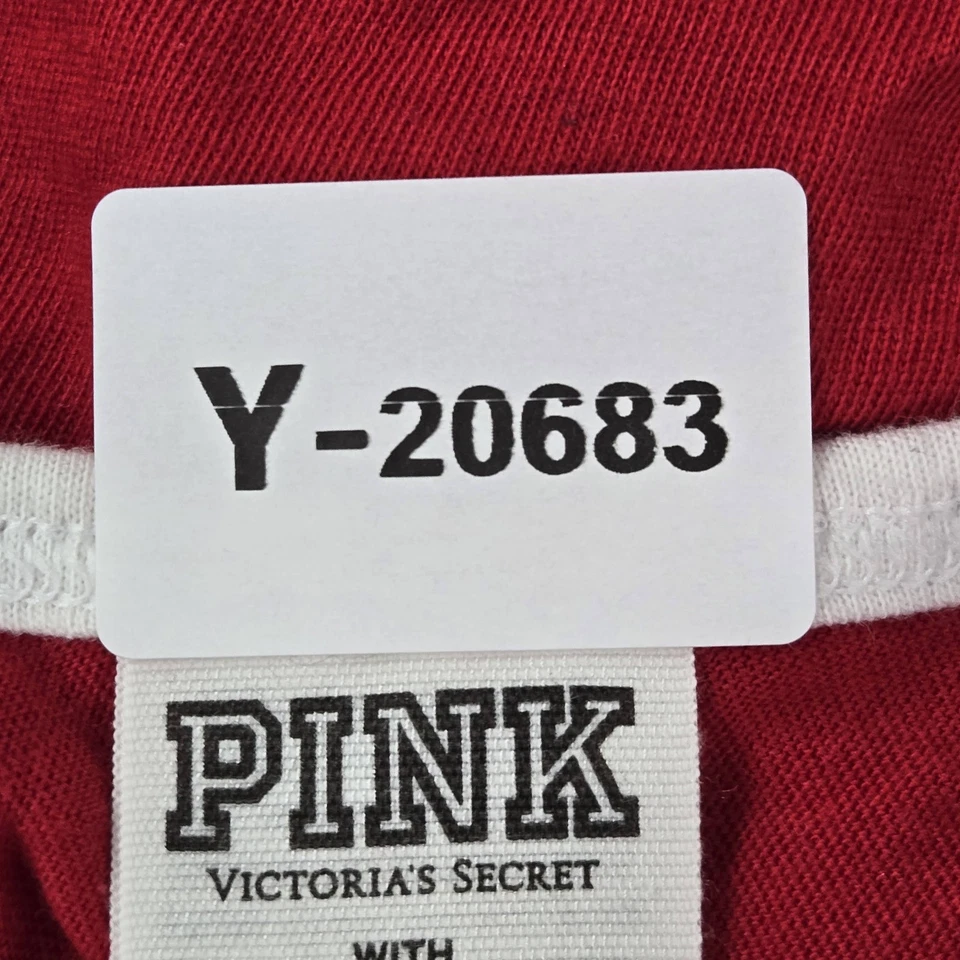 Y-20683
PINK
VICTORIA'S SECRET
WITH